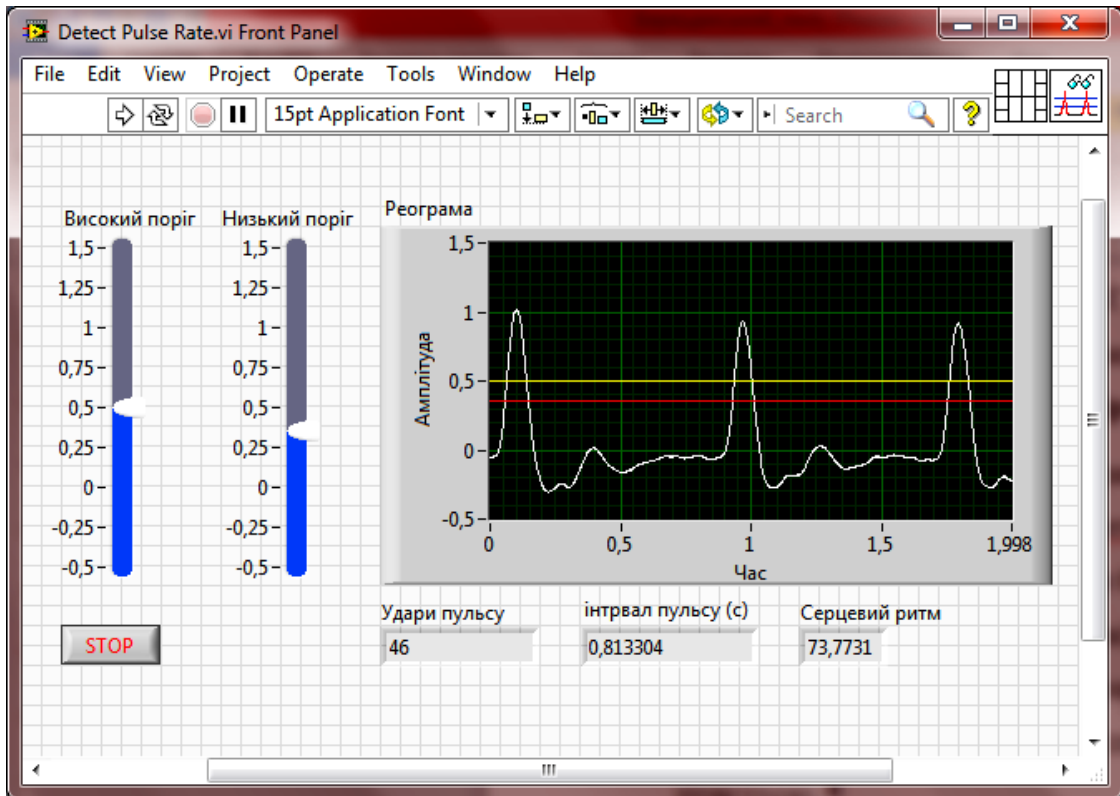 Detect Pulse Rate.vi Front Panel
File Edit View Project Operate Tools Window Help
15pt Application Font
Search
Високий поріг
1,5
1,25
1
0,75
0,5
0,25
0
-0,25
-0,5
Низький поріг
1,5
1,25
1
0,75
0,5
0,25
0
-0,25
-0,5
Реограма
Амплітуда
1,5
1
0,5
0
-0,5
0 0,5 1 1,5 1,998
Час
STOP
Удари пульсу
46
інтрвал пульсу (с)
0,813304
Серцевий ритм
73,7731